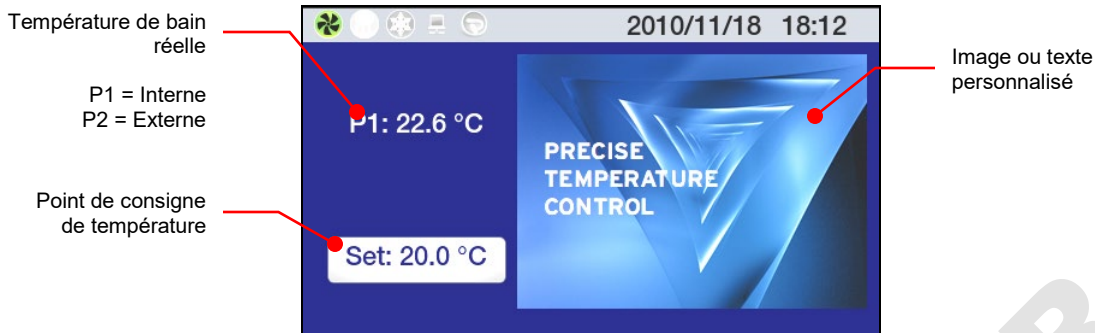 Température de bain
réelle
P1 = Interne
P2 = Externe
Point de consigne
de température
2010/11/18 18:12
P1: 22.6 °C
Set: 20.0 °C
PRECISE
TEMPERATURE
CONTROL
Image ou texte
personnalisé